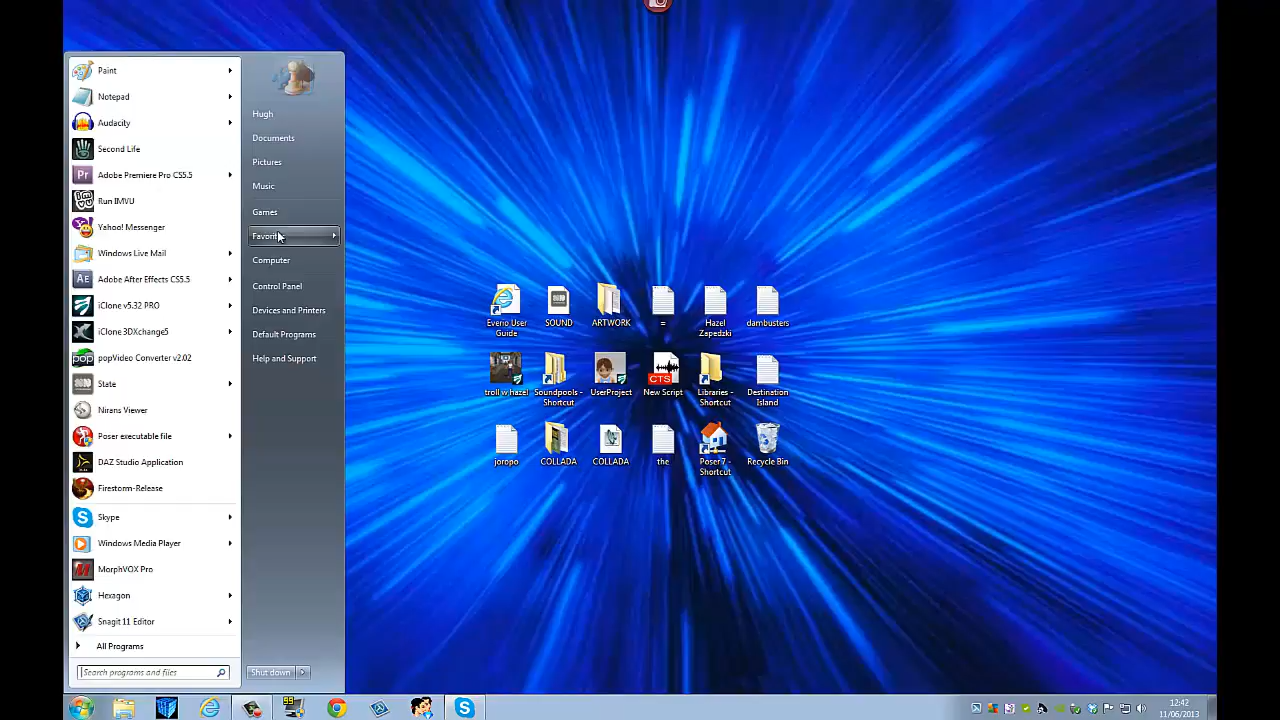 Paint
Notepad
Audacity
Second Life
Adobe Premiere Pro CS5.5
Run IMVU
Yahoo! Messenger
Windows Live Mail
Adobe After Effects CS5.5
iClone v5.32 PRO
iClone 3DXchange5
popVideo Converter v2.02
State
Nirans Viewer
Poser executable file
DAZ Studio Application
Firestorm-Release
Skype
Windows Media Player
MorphVOX Pro
Hexagon
Snagit 11 Editor
All Programs
Search programs and files
Hugh
Documents
Pictures
Music
Games
Favorit
Computer
Control Panel
Devices and Printers
Default Programs
Help and Support
Shut down
Everio User
Guide
SOUND
ARTWORK
=
Hazel
Zapedzki
dambusters
troll w hazel
Soundpools -
Shortcut
UserProject
CTS
New Script
Libraries -
Shortcut
Destination
Island
joropo
COLLADA
COLLADA
the
Poser 7 -
Shortcut
Recycle Bin
12:42
11/06/2013